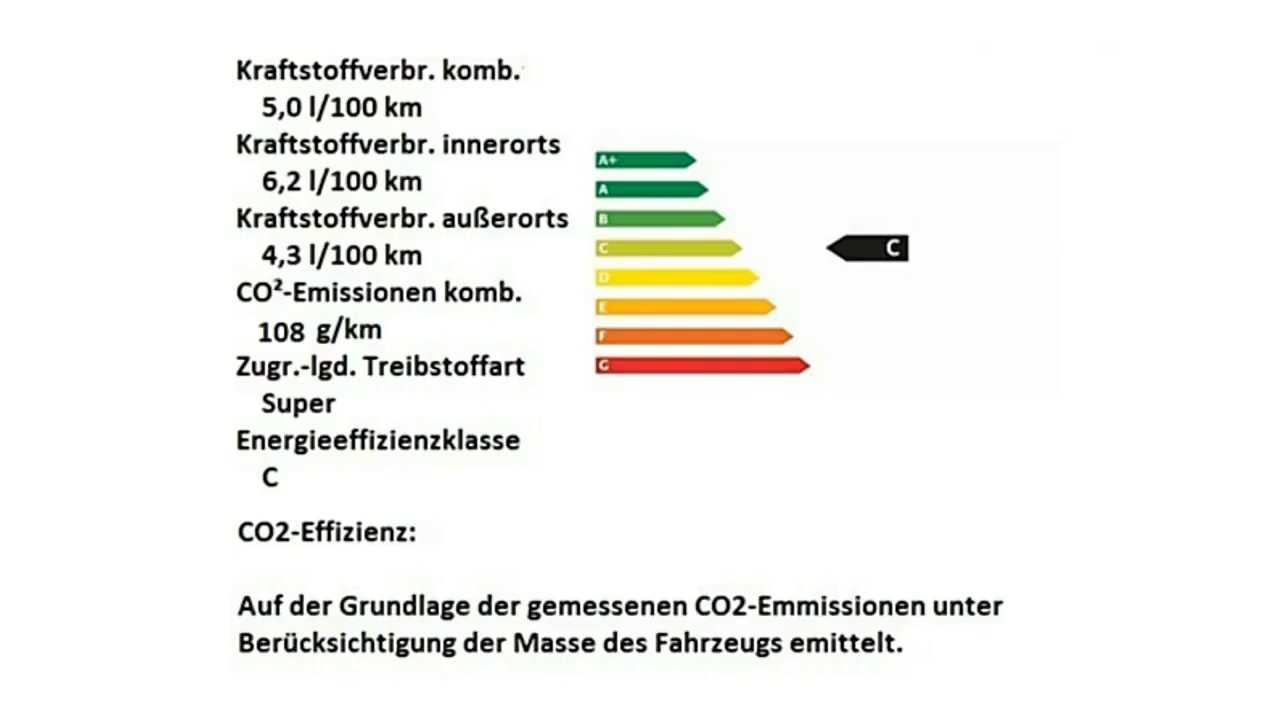 Kraftstoffverbr. komb.
5,0 l/100 km
Kraftstoffverbr. innerorts
6,2 l/100 km
Kraftstoffverbr. außerorts
4,3 l/100 km
CO²-Emissionen komb.
108 g/km
Zugr.-lgd. Treibstoffart
Super
Energieeffizienzklasse
C
A+
A
B
C
D
E
F
G
C
CO2-Effizienz:
Auf der Grundlage der gemessenen CO2-Emmissionen unter
Berücksichtigung der Masse des Fahrzeugs emittelt.